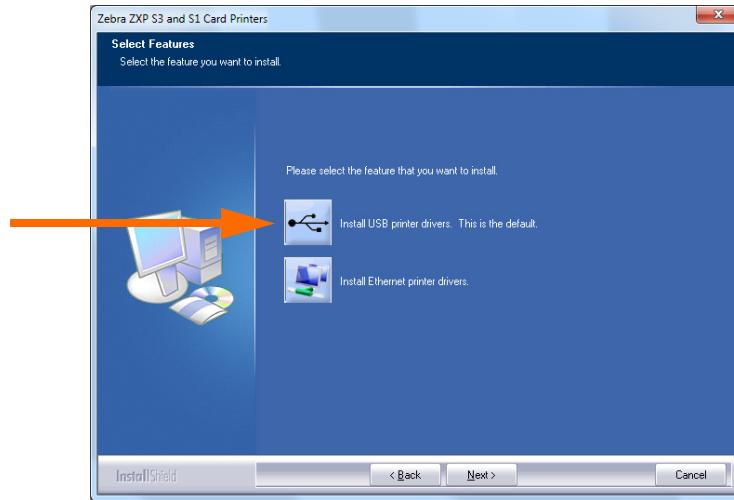 Zebra ZXP S3 and S1 Card Printers
Select Features
Select the feature you want to install.
Please select the feature that you want to install.
Install USB printer drivers. This is the default.
Install Ethernet printer drivers.
InstallShield
< Back
Next >
Cancel